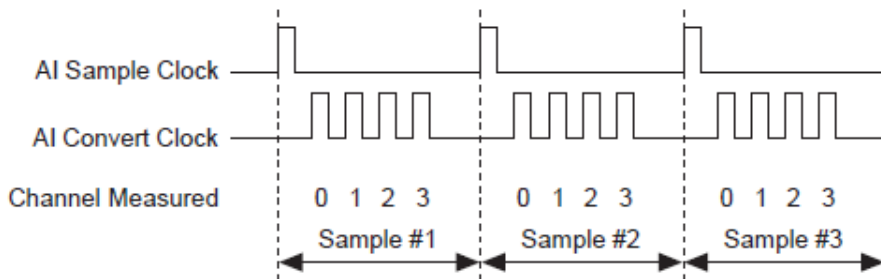 AI Sample Clock
AI Convert Clock
Channel Measured 0 1 2 3 0 1 2 3 0 1 2 3
Sample #1 Sample #2 Sample #3